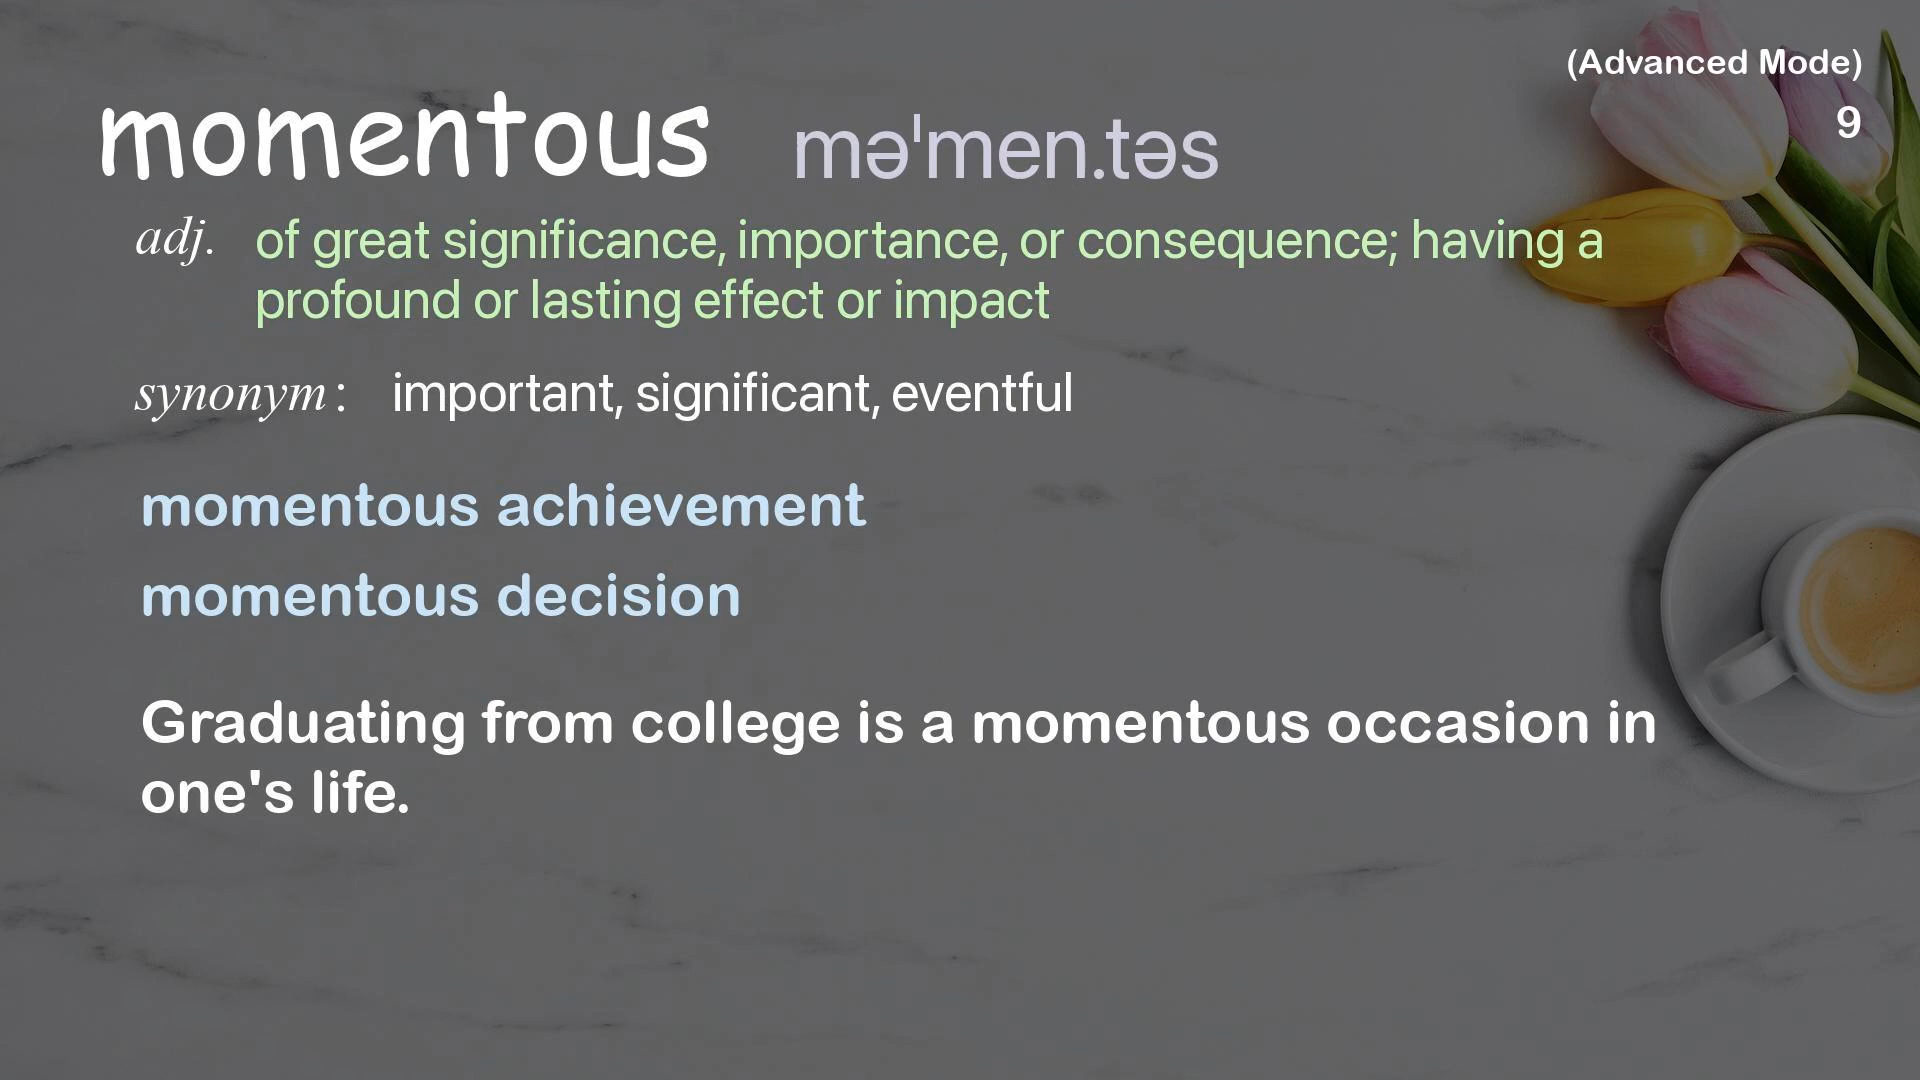 (Advanced Mode)
momentous məˈmen.təs
9
adj. of great significance, importance, or consequence; having a
profound or lasting effect or impact
synonym : important, significant, eventful
momentous achievement
momentous decision
Graduating from college is a momentous occasion in
one's life.